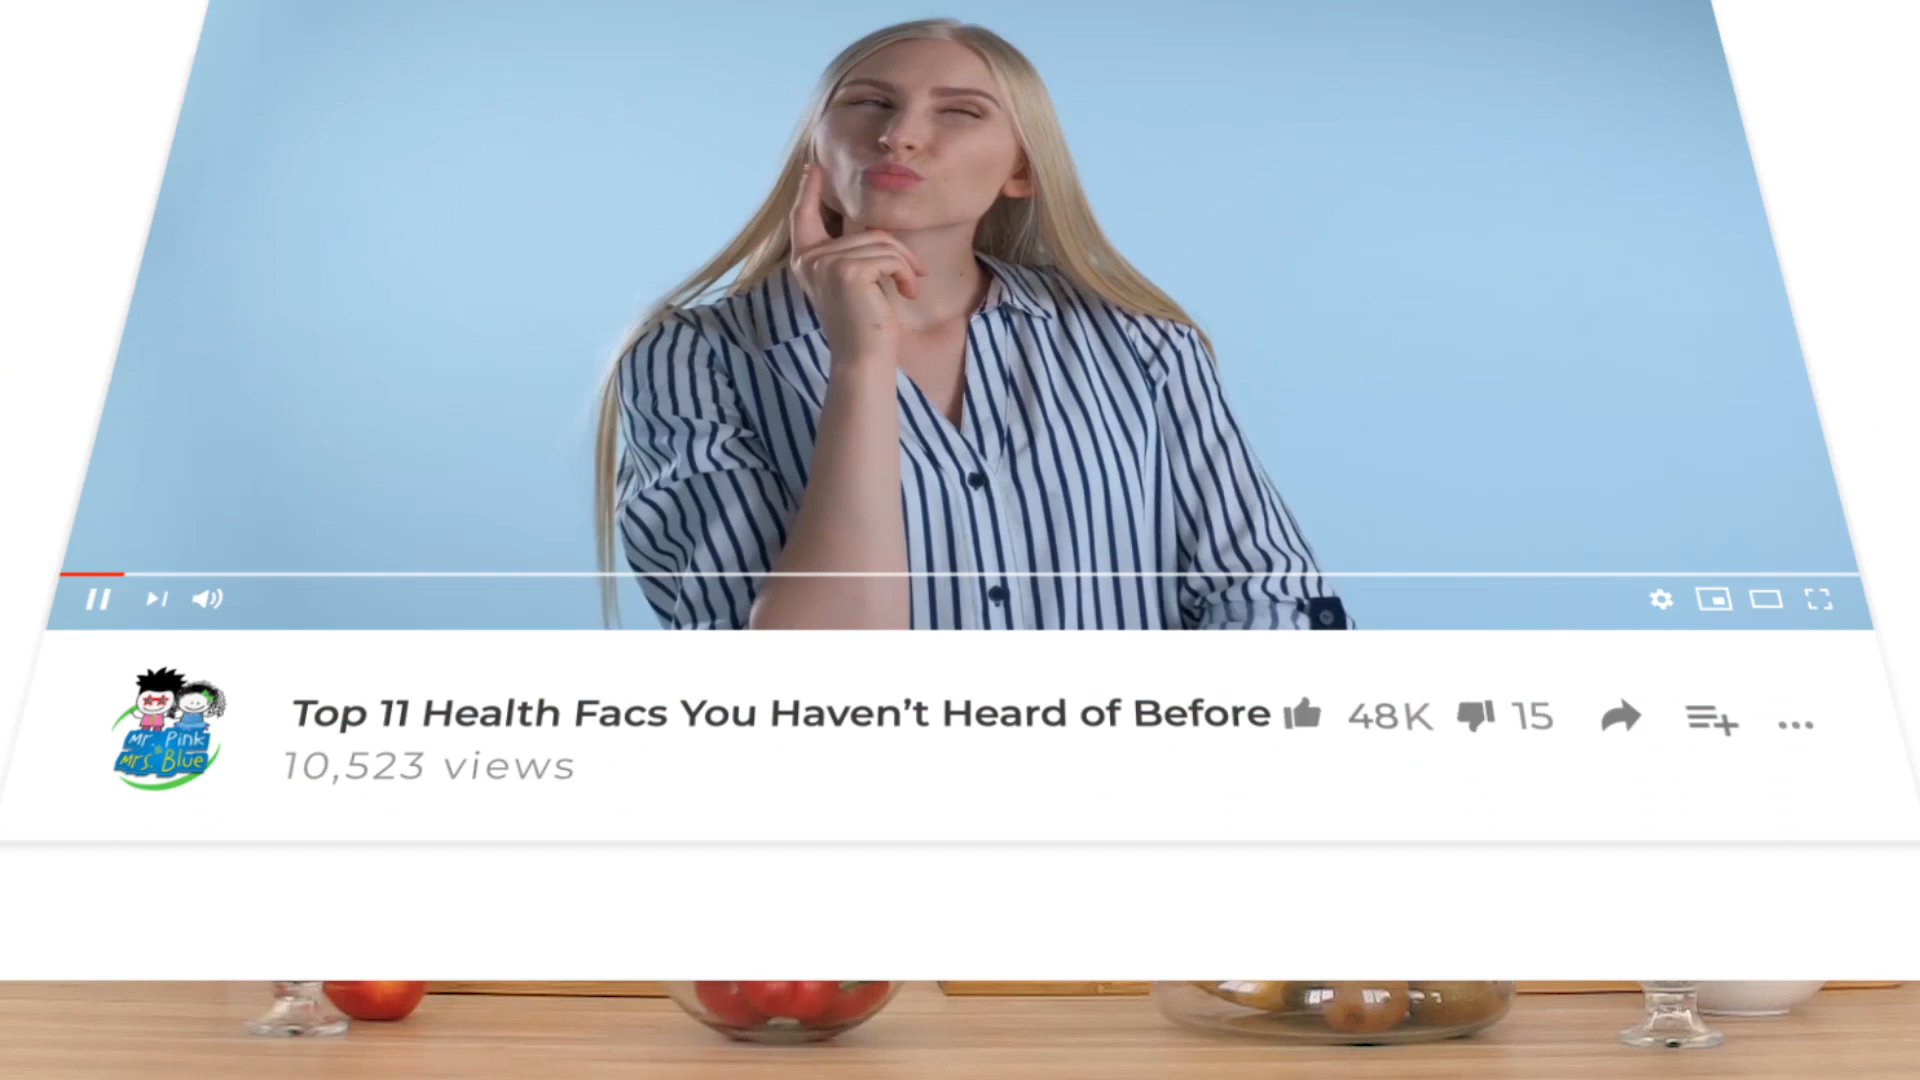 Top 11 Health Facs You Haven't Heard of Before
48K
15
10,523 views
Mr. Pink
&
Mrs. Blue